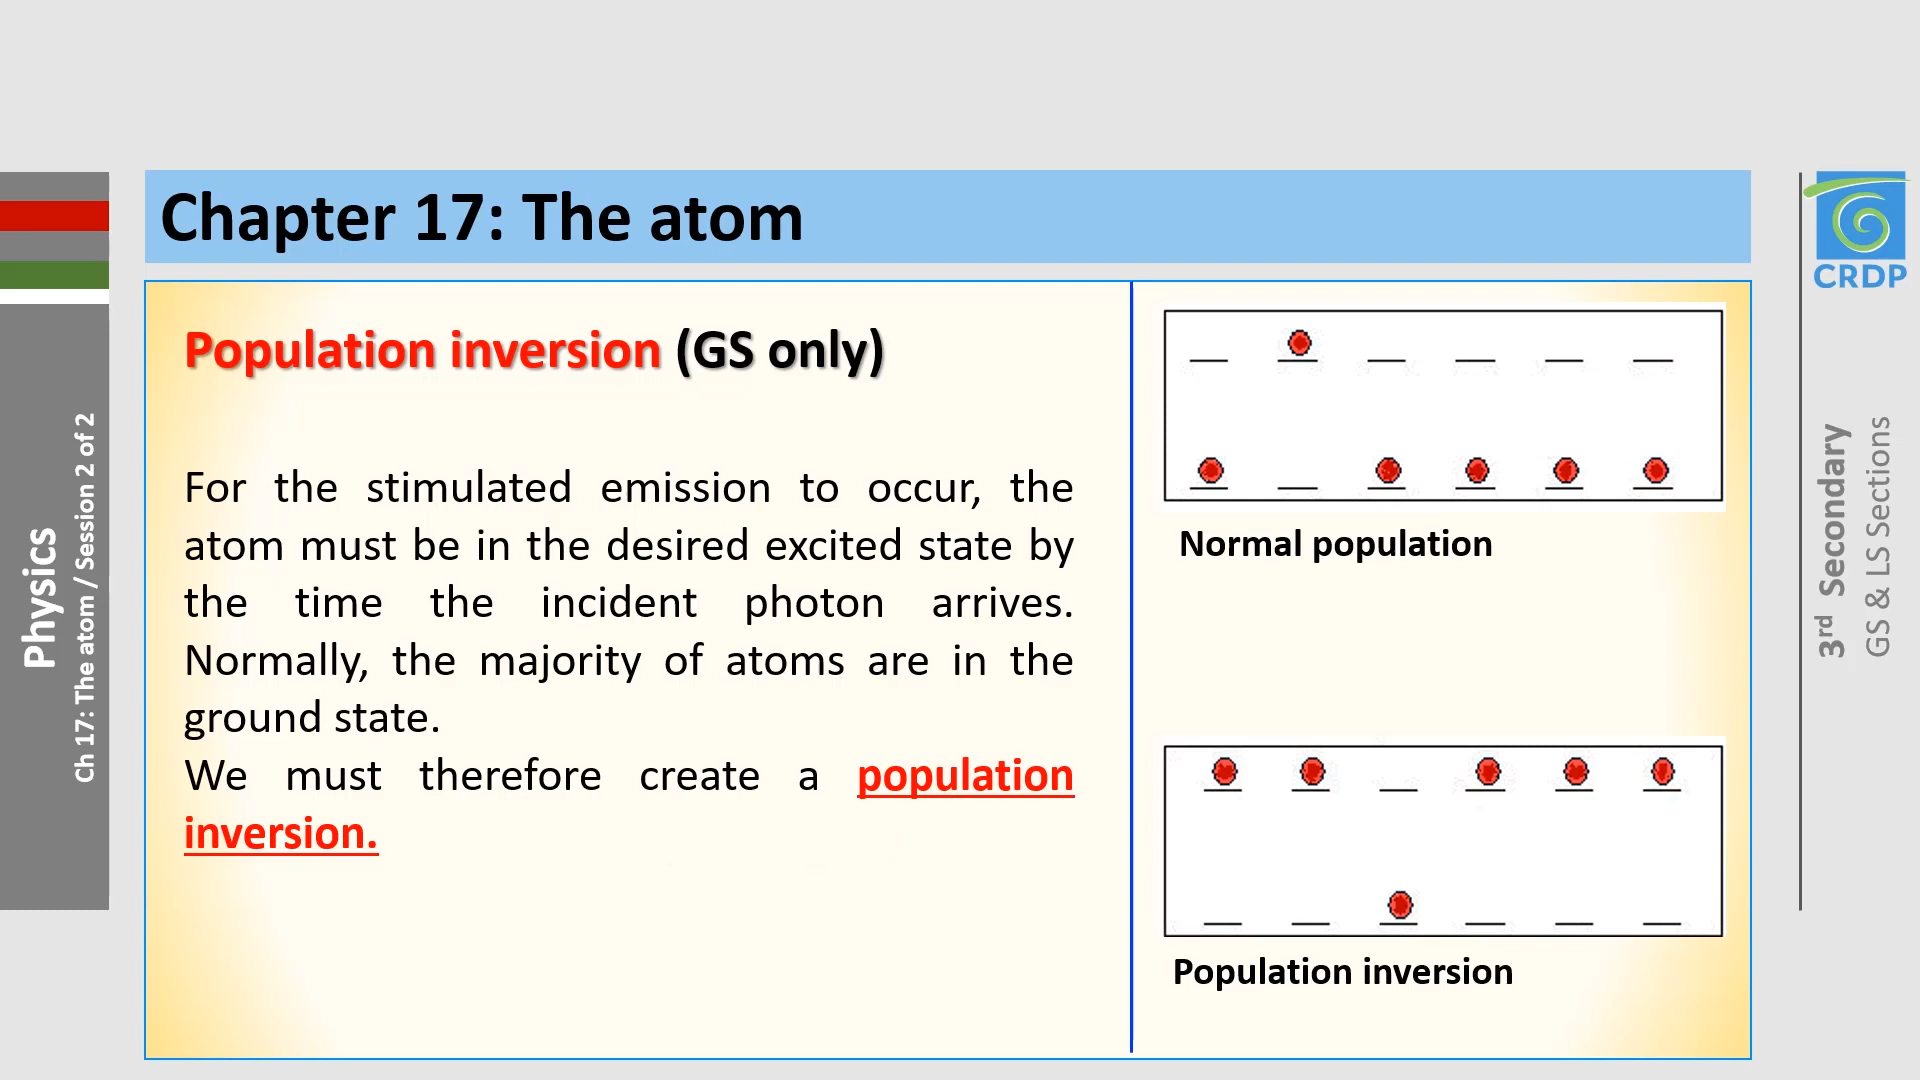 Chapter 17: The atom
Population inversion (GS only)
For the stimulated emission to occur, the
atom must be in the desired excited state by
the time the incident photon arrives.
Normally, the majority of atoms are in the
ground state.
We must therefore create a population
inversion.
Normal population
Population inversion
Physics
Ch 17: The atom / Session 2 of 2
CRDP
3rd Secondary
GS & LS Sections